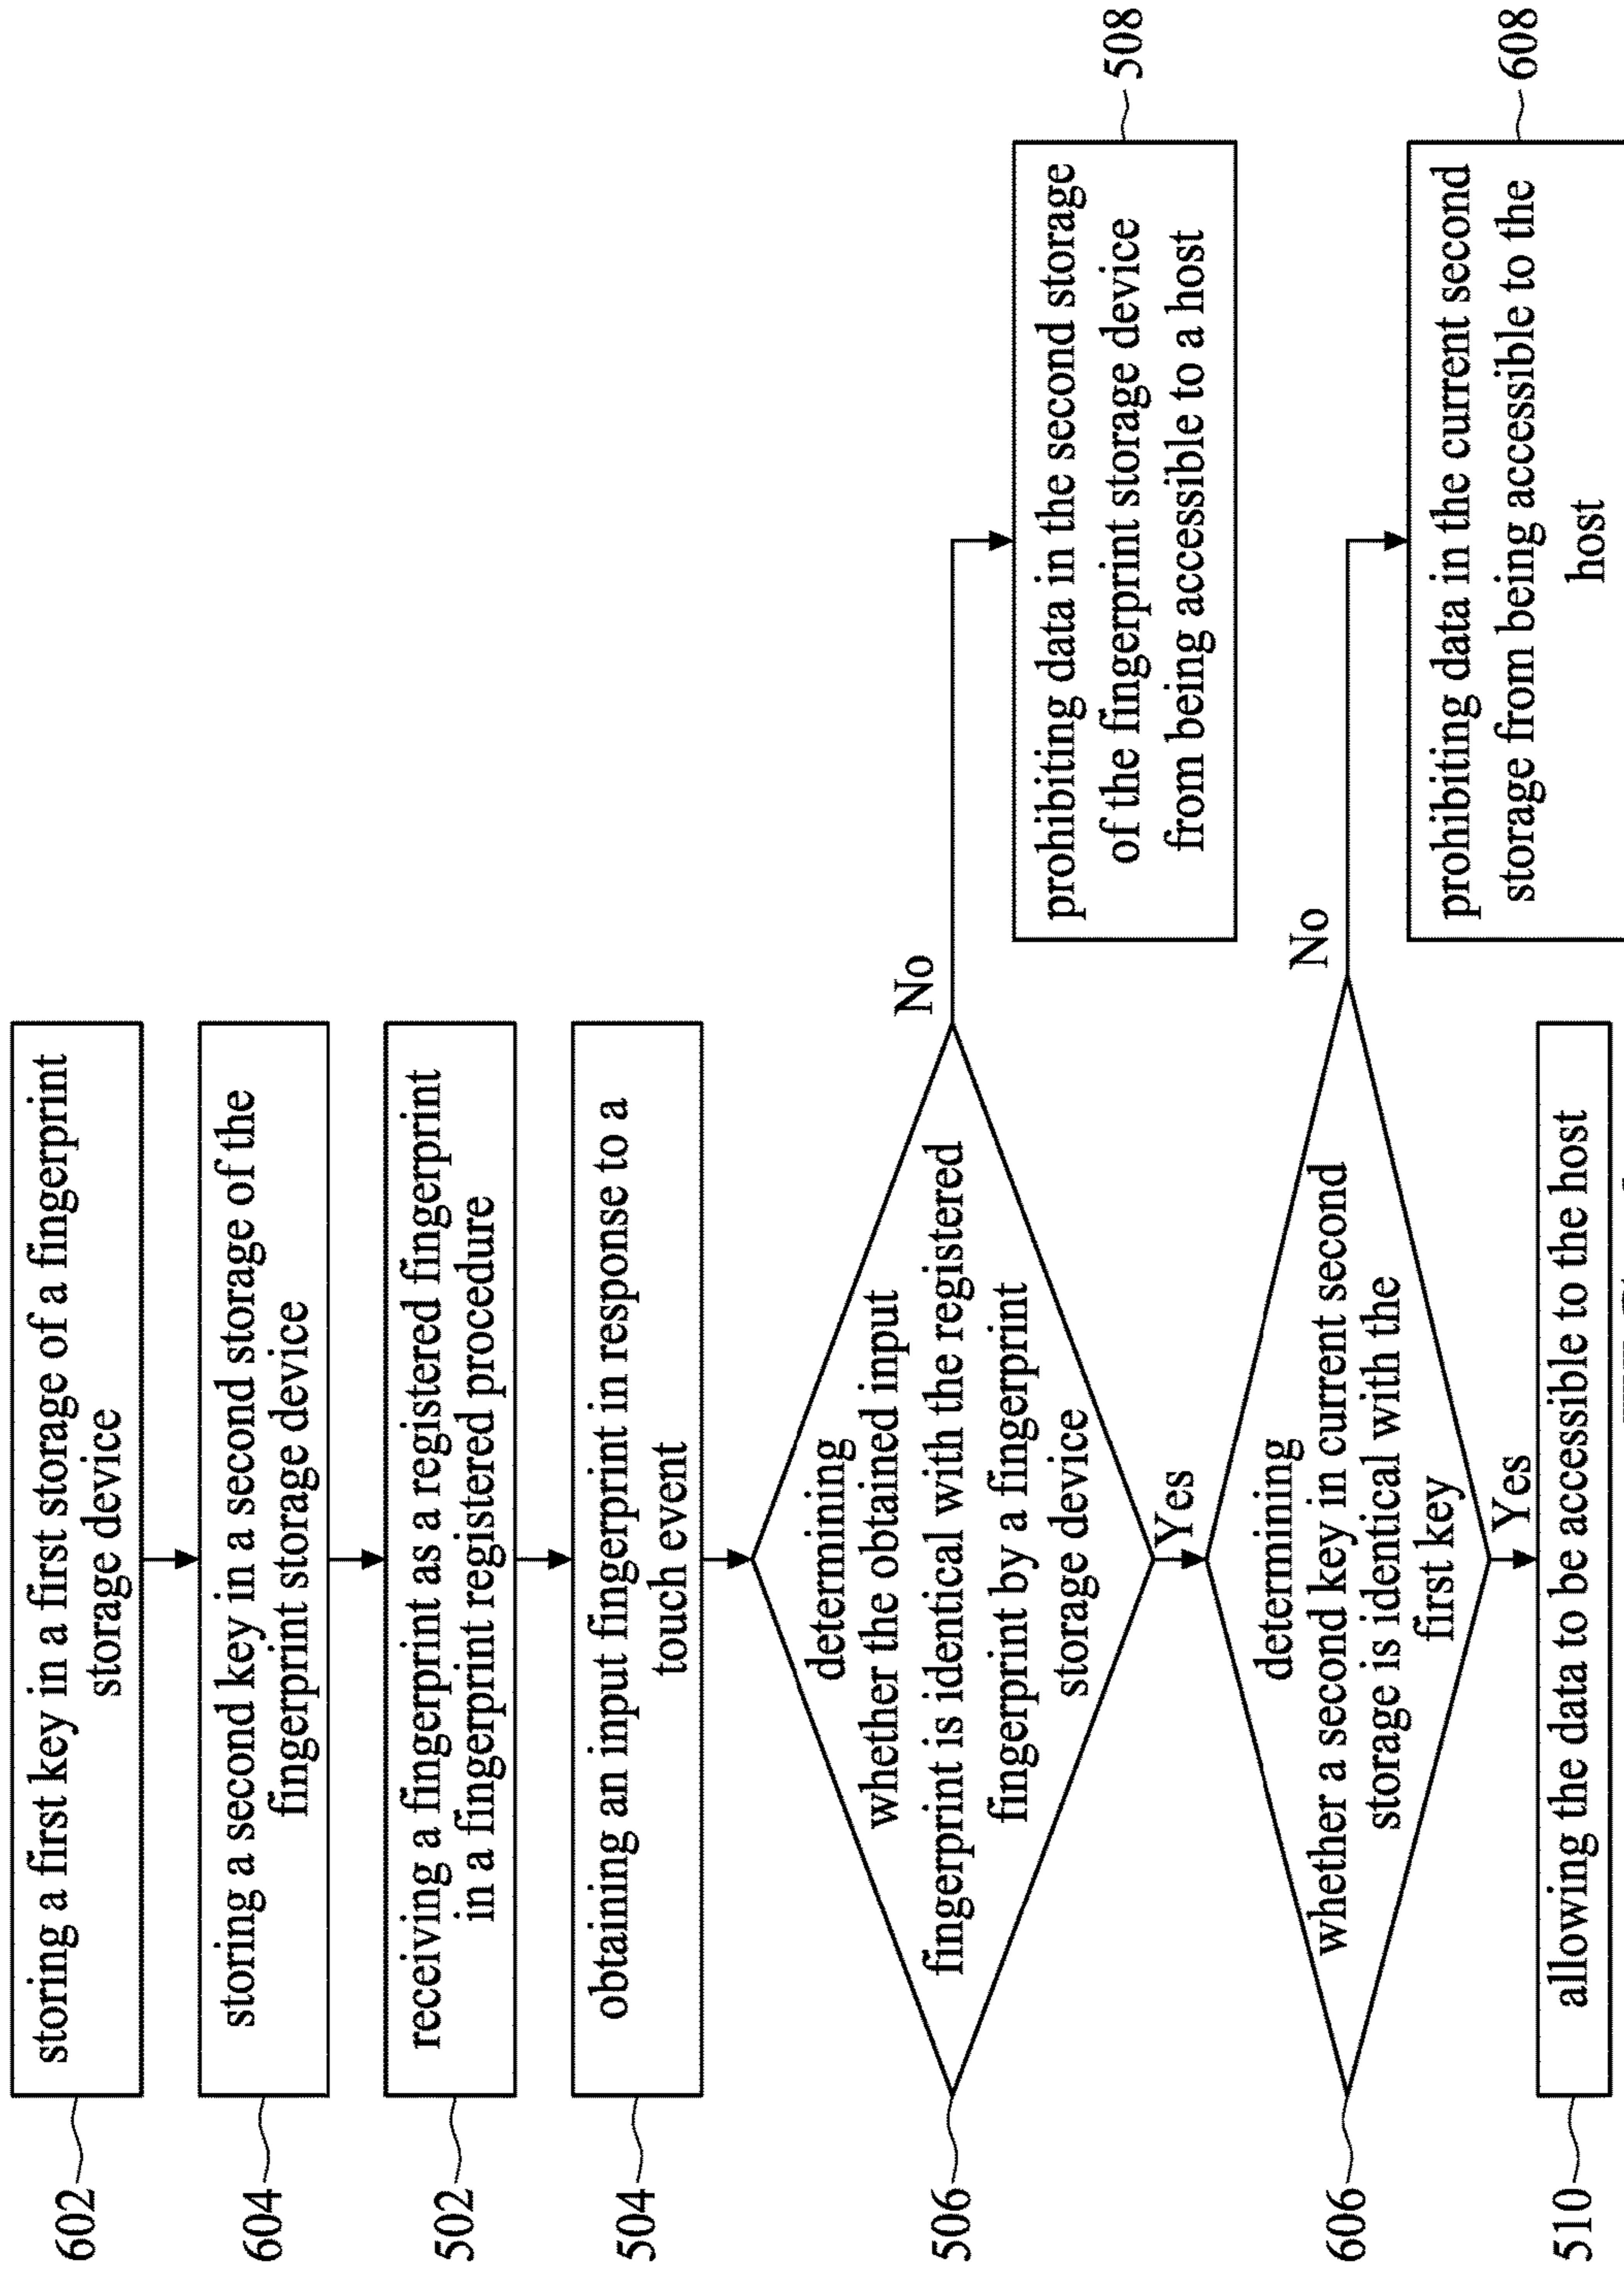 602
storing a first key in a first storage of a fingerprint
storage device
604
storing a second key in a second storage of the
fingerprint storage device
502
receiving a fingerprint as a registered fingerprint
in a fingerprint registered procedure
504
obtaining an input fingerprint in response to a
touch event
506
determining
whether the obtained input
fingerprint is identical with the registered
fingerprint by a fingerprint
storage device
No
prohibiting data in the second storage
of the fingerprint storage device
from being accessible to a host
508
Yes
606
determining
whether a second key in current second
storage is identical with the
first key
No
prohibiting data in the current second
storage from being accessible to the
host
608
Yes
510
allowing the data to be accessible to the host